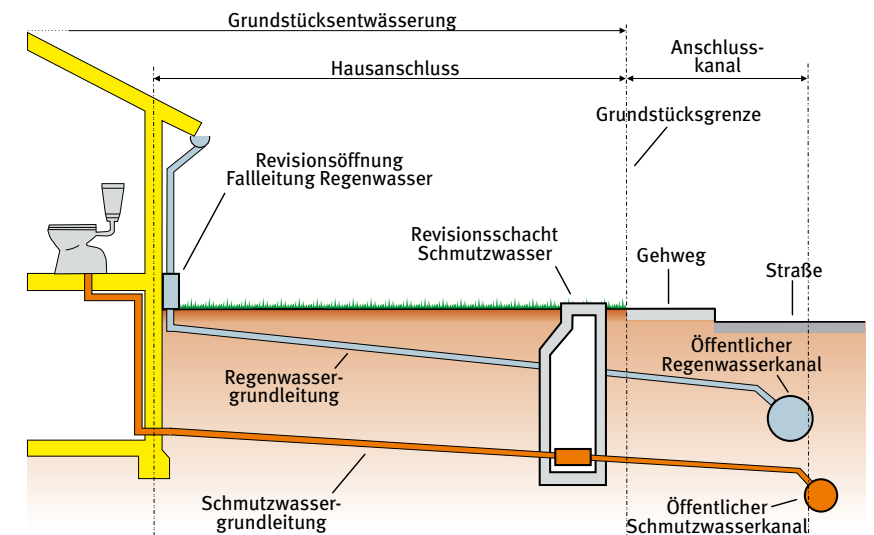 Grundstücksentwässerung
Anschluss-
kanal
Hausanschluss
Grundstücksgrenze
Revisionsöffnung
Fallleitung Regenwasser
Revisionsschacht
Schmutzwasser
Gehweg
Straße
Öffentlicher
Regenwasserkanal
Regenwasser-
grundleitung
Schmutzwasser-
grundleitung
Öffentlicher
Schmutzwasserkanal